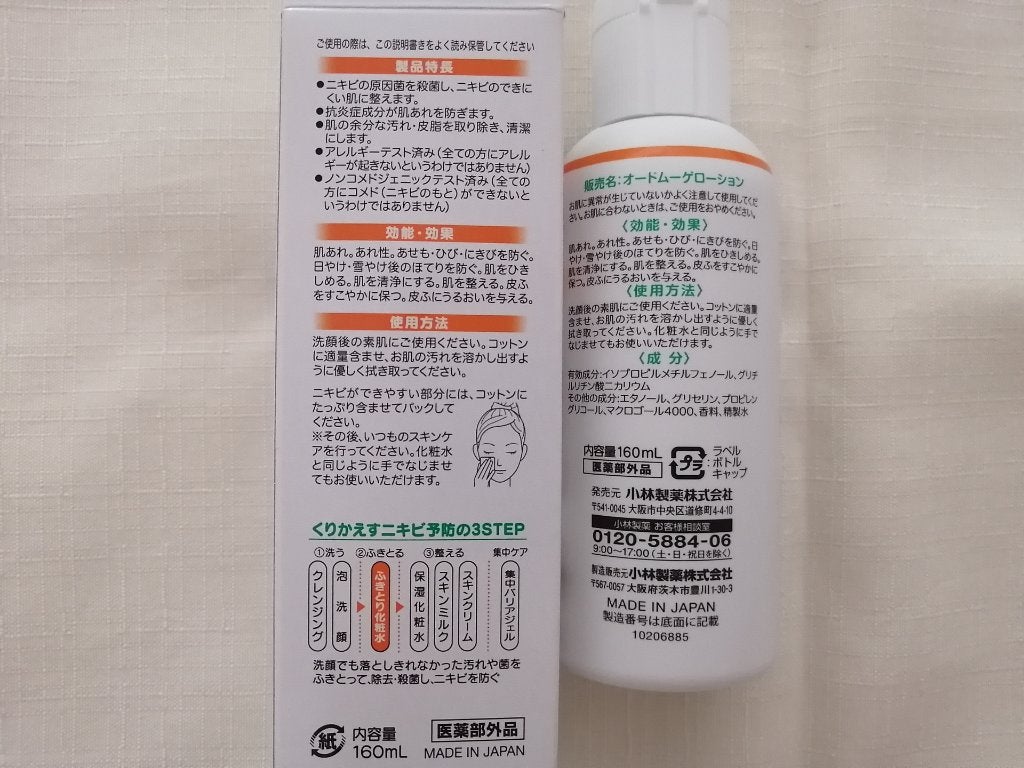 ご使用の際は、この説明書きをよく読み保管してください
製品特長
●ニキビの原因菌を殺菌し、ニキビのできに
くい肌に整えます。
●抗炎症成分が肌あれを防ぎます。
●肌の余分な汚れ・皮脂を取り除き、清潔
にします。
●アレルギーテスト済み(全ての方にアレル
ギーが起きないというわけではありません)
●ノンコメドジェニックテスト済み(全ての
方にコメド(ニキビのもと)ができないと
いうわけではありません)
効能・効果
肌あれ。あれ性。あせも・ひび・にきびを防ぐ。
日やけ・雪やけ後のほてりを防ぐ。肌をひき
しめる。肌を清浄にする。肌を整える。皮ふ
をすこやかに保つ。皮ふにうるおいを与える。
使用方法
洗顔後の素肌にご使用ください。コットン
に適量含ませ、お肌の汚れを溶かし出すよ
うに優しく拭き取ってください。
ニキビができやすい部分には、コットンに
たっぷり含ませてパックして
ください。
※その後、いつものスキンケ
アを行ってください。化粧水
と同じように手でなじませ
てもお使いいただけます。
くりかえすニキビ予防の3STEP
①洗う ②ふきとる ③整える 集中ケア
クレンジング
泡洗顔
ふきとり化粧水
保湿化粧水
スキンミルク
スキンクリーム
集中バリアジェル
洗顔でも落としきれなかった汚れや菌を
ふきとって、除去・殺菌し、ニキビを防ぐ
紙
内容量
160mL
医薬部外品
MADE IN JAPAN
販売名:オードムーゲローション
お肌に異常が生じていないかよく注意して使用してくだ
さい。お肌に合わないときは、ご使用をおやめください。
〈効能・効果〉
肌あれ。あれ性。あせも・ひび・にきびを防ぐ。日
やけ・雪やけ後のほてりを防ぐ。肌をひきしめる。
肌を清浄にする。肌を整える。皮ふをすこやかに
保つ。皮ふにうるおいを与える。
〈使用方法〉
洗顔後の素肌にご使用ください。コットンに適量
含ませ、お肌の汚れを溶かし出すように優しく
拭き取ってください。化粧水と同じように手で
なじませてもお使いいただけます。
〈成分〉
有効成分:イソプロピルメチルフェノール、グリチ
ルリチン酸二カリウム
その他の成分:エタノール、グリセリン、プロピレン
グリコール、マクロゴール4000、香料、精製水
内容量160mL
医薬部外品
プラ
:ラベル
ボトル
キャップ
発売元 小林製薬株式会社
〒541-0045 大阪市中央区道修町4-4-10
小林製薬 お客様相談室
0120-5884-06
9:00〜17:00(土・日・祝日を除く)
製造販売元小林製薬株式会社
〒567-0057 大阪府茨木市豊川1-30-3
MADE IN JAPAN
製造番号は底面に記載
10206885